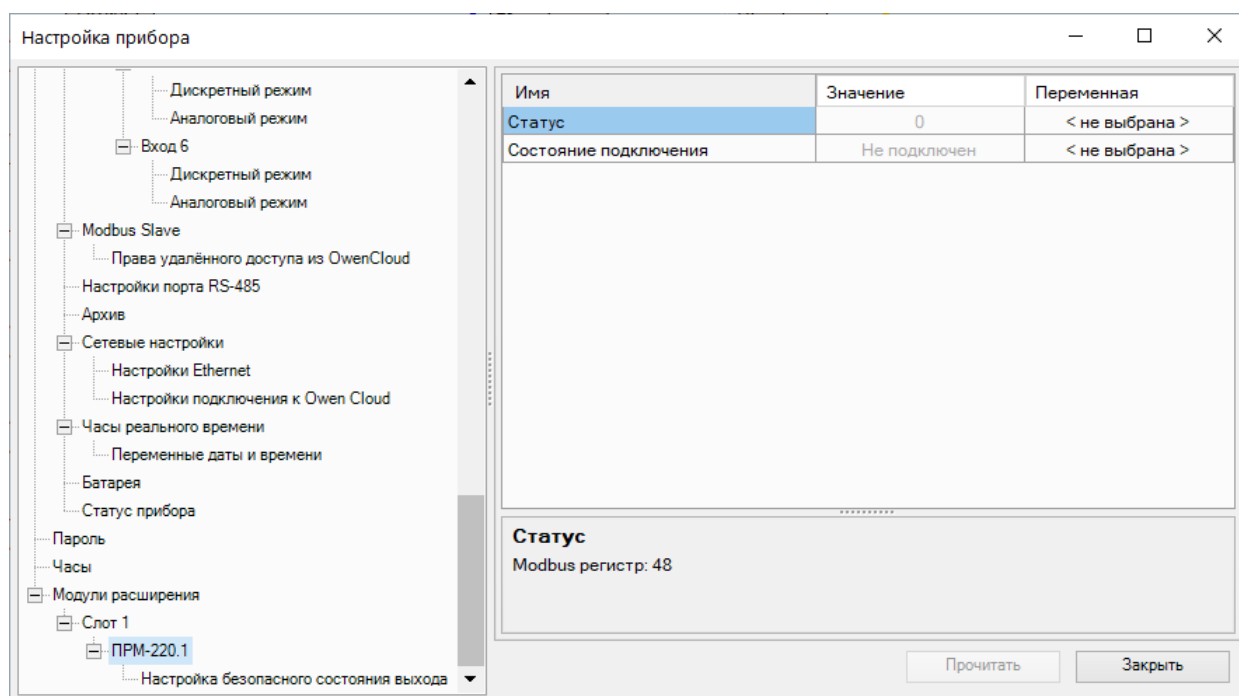 Настройка прибора
Дискретный режим
Аналоговый режим
Вход 6
Дискретный режим
Аналоговый режим
Modbus Slave
Права удалённого доступа из OwenCloud
Настройки порта RS-485
Архив
Сетевые настройки
Настройки Ethernet
Настройки подключения к Owen Cloud
Часы реального времени
Переменные даты и времени
Батарея
Статус прибора
Пароль
Часы
Модули расширения
Слот 1
ПРМ-220.1
Настройка безопасного состояния выхода
Имя Значение Переменная
Статус 0 < не выбрана >
Состояние подключения Не подключен < не выбрана >
Статус
Modbus регистр: 48
Прочитать Закрыть